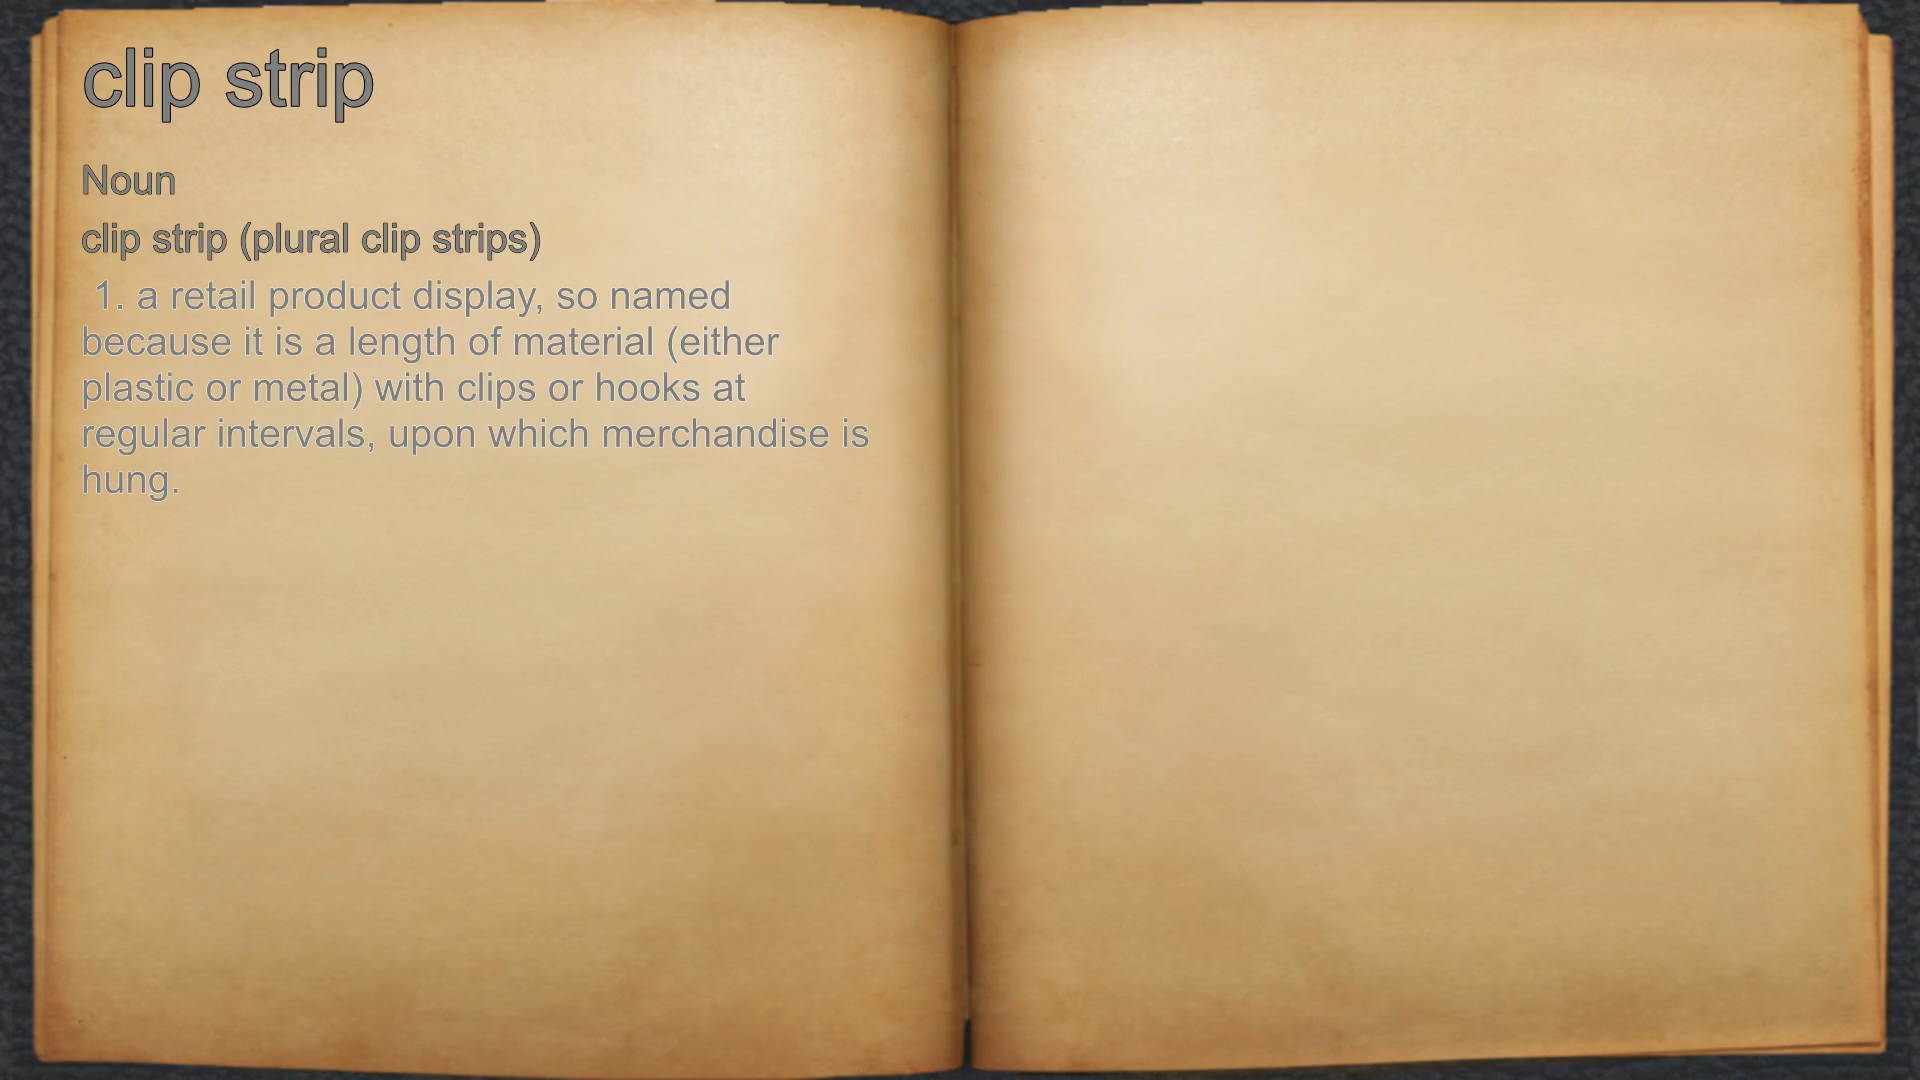 clip strip
Noun
clip strip (plural clip strips)
1. a retail product display, so named
because it is a length of material (either
plastic or metal) with clips or hooks at
regular intervals, upon which merchandise is
hung.